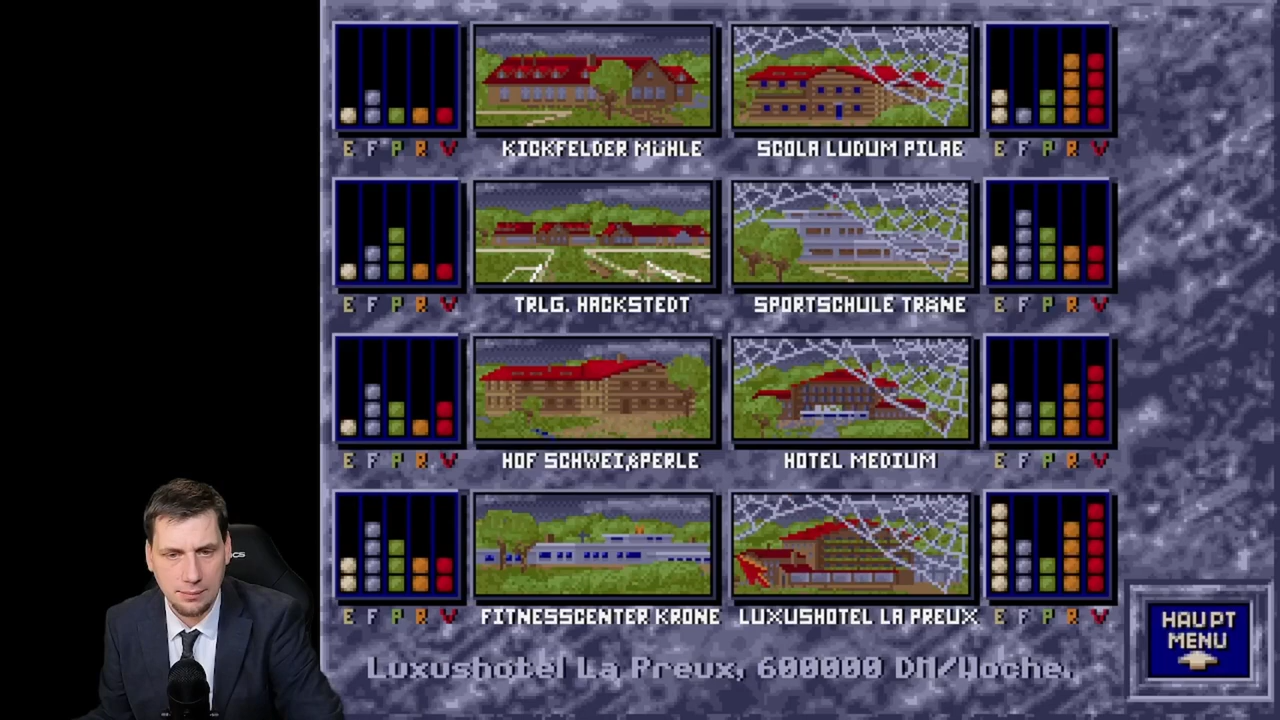 E F P R V
KICKFELDER MÜHLE
SCOLA LUDUM PILAE
E F P R V
E F P R V
TRLG. HACKSTEDT
SPORTSCHULE TRÄNE
E F P R V
E F P R V
HOF SCHWEIßPERLE
HOTEL MEDIUM
E F P R V
E F P R V
FITNESSCENTER KRONE
LUXUSHOTEL LA PREUX
E F P R V
HAUPT
MENU
Luxushotel La Preux, 600000 DM/Woche.